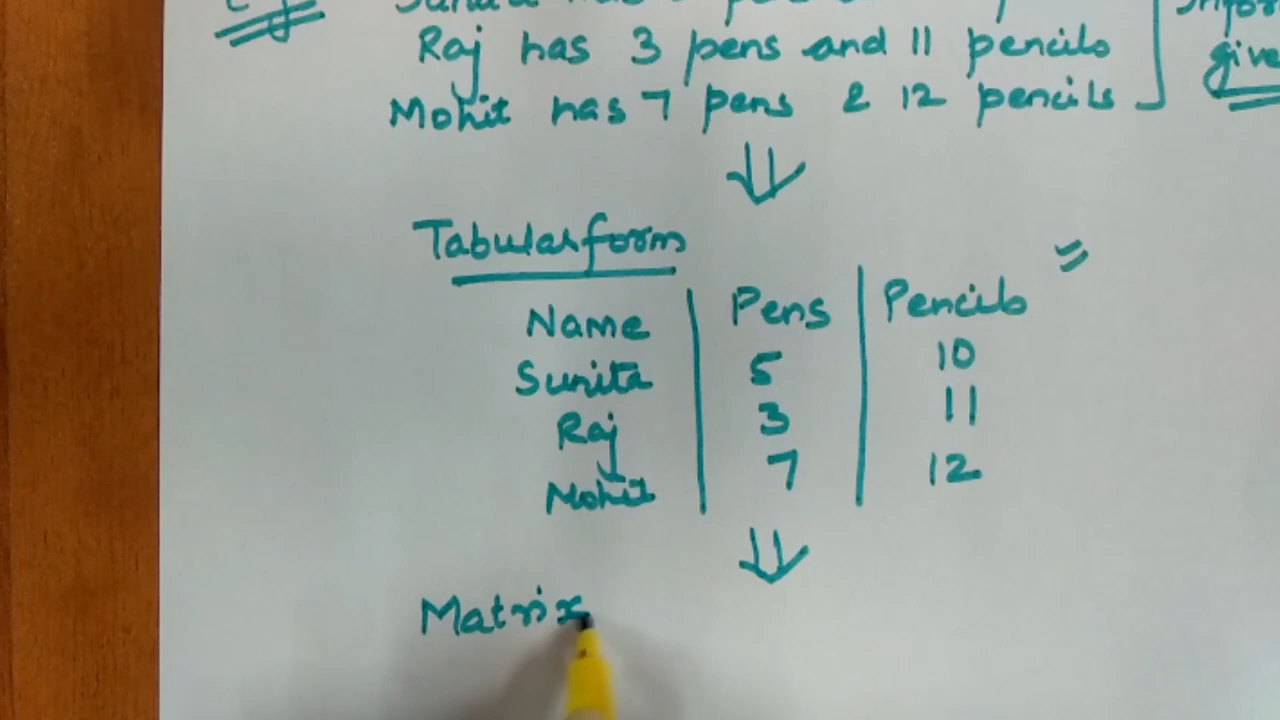 Raj has 3 pens and 11 pencils
Mohit has 7 pens & 12 pencils
give
Tabularform
Name Pens Pencils
Sunita 5 10
Raj 3 11
Mohit 7 12
Matrix